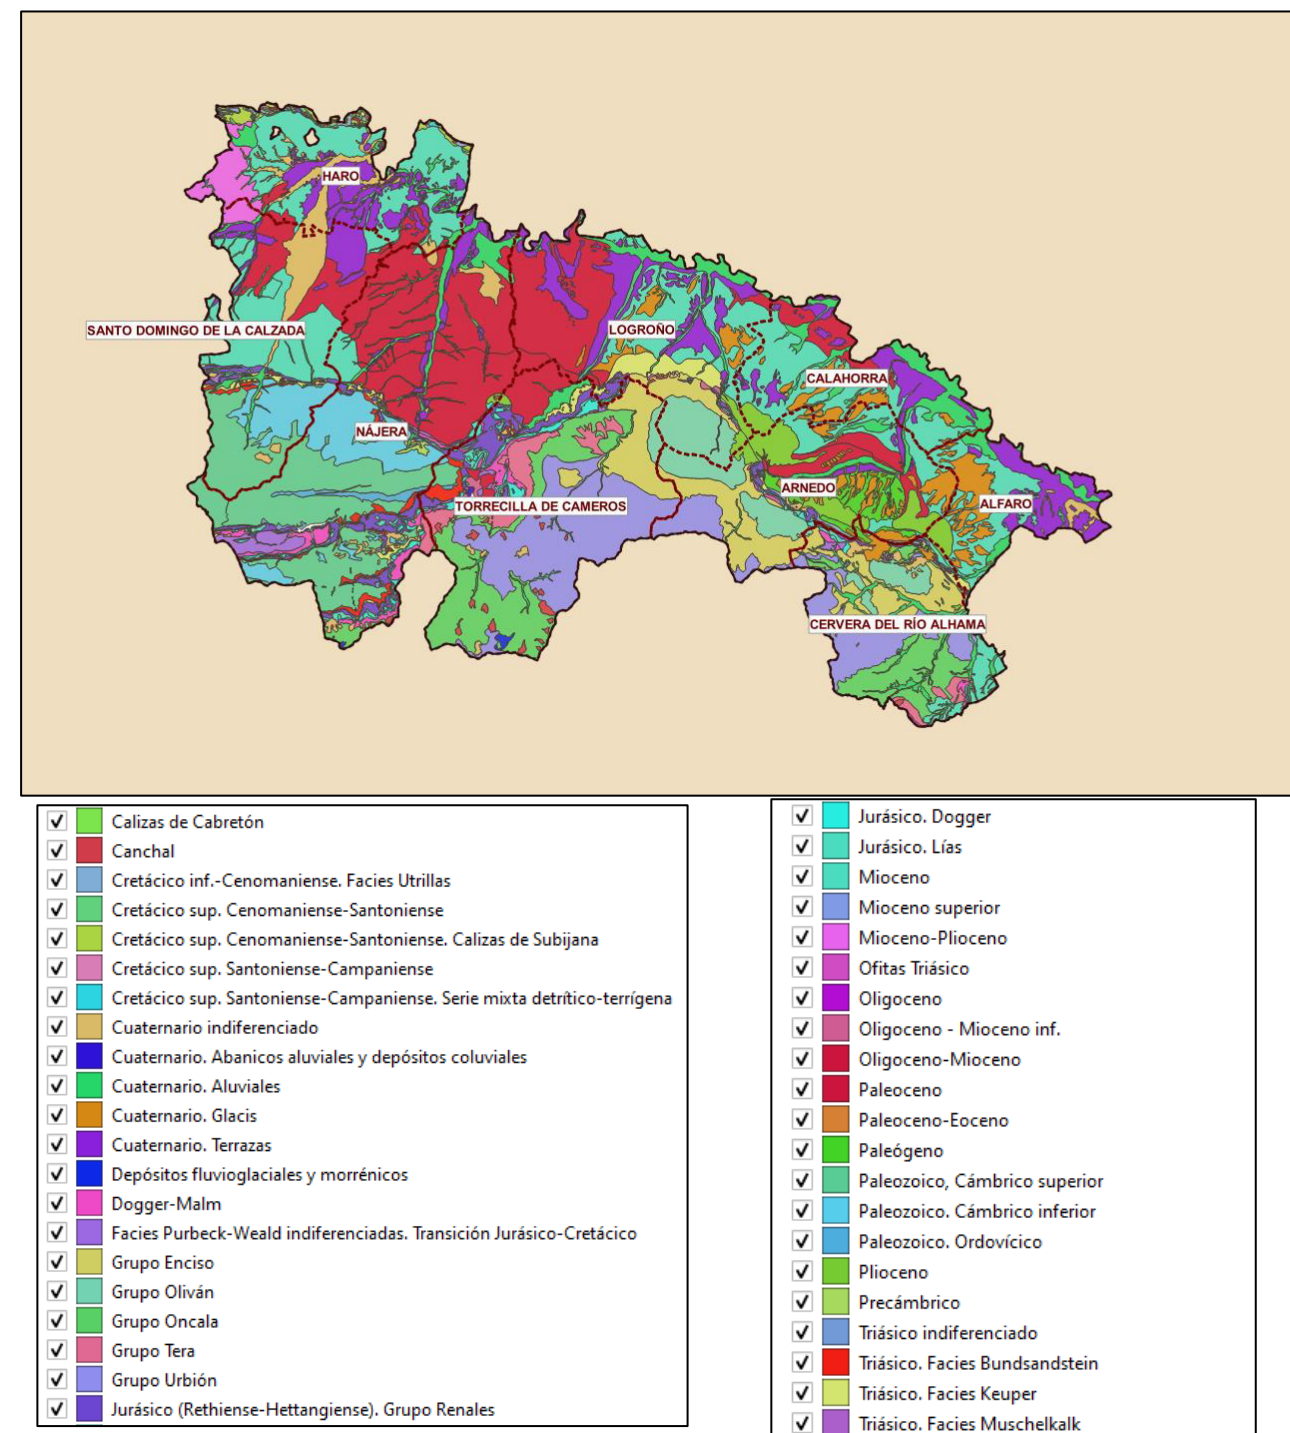 HARO
SANTO DOMINGO DE LA CALZADA
LOGROÑO
CALAHORRA
NÁJERA
ARNEDO
ALFARO
TORRECILLA DE CAMEROS
CERVERA DEL RÍO ALHAMA
Calizas de Cabretón
Canchal
Cretácico inf.-Cenomaniense. Facies Utrillas
Cretácico sup. Cenomaniense-Santoniense
Cretácico sup. Cenomaniense-Santoniense. Calizas de Subijana
Cretácico sup. Santoniense-Campaniense
Cretácico sup. Santoniense-Campaniense. Serie mixta detrítico-terrígena
Cuaternario indiferenciado
Cuaternario. Abanicos aluviales y depósitos coluviales
Cuaternario. Aluviales
Cuaternario. Glacis
Cuaternario. Terrazas
Depósitos fluvioglaciales y morrénicos
Dogger-Malm
Facies Purbeck-Weald indiferenciadas. Transición Jurásico-Cretácico
Grupo Enciso
Grupo Oliván
Grupo Oncala
Grupo Tera
Grupo Urbión
Jurásico (Rethiense-Hettangiense). Grupo Renales
Jurásico. Dogger
Jurásico. Lías
Mioceno
Mioceno superior
Mioceno-Plioceno
Ofitas Triásico
Oligoceno
Oligoceno - Mioceno inf.
Oligoceno-Mioceno
Paleoceno
Paleoceno-Eoceno
Paleógeno
Paleozoico, Cámbrico superior
Paleozoico. Cámbrico inferior
Paleozoico. Ordovícico
Plioceno
Precámbrico
Triásico indiferenciado
Triásico. Facies Bundsandstein
Triásico. Facies Keuper
Triásico. Facies Muschelkalk